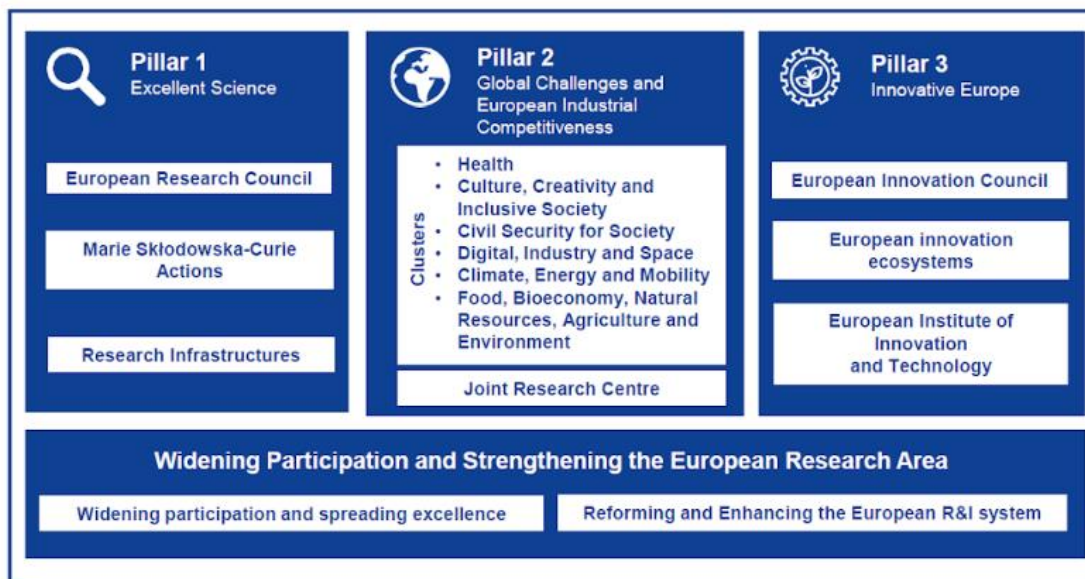 Pillar 1
Excellent Science
European Research Council
Marie Skłodowska-Curie
Actions
Research Infrastructures
Pillar 2
Global Challenges and
European Industrial
Competitiveness
Clusters
• Health
• Culture, Creativity and
Inclusive Society
• Civil Security for Society
• Digital, Industry and Space
• Climate, Energy and Mobility
• Food, Bioeconomy, Natural
Resources, Agriculture and
Environment
Joint Research Centre
Pillar 3
Innovative Europe
European Innovation Council
European innovation
ecosystems
European Institute of
Innovation
and Technology
Widening Participation and Strengthening the European Research Area
Widening participation and spreading excellence
Reforming and Enhancing the European R&I system